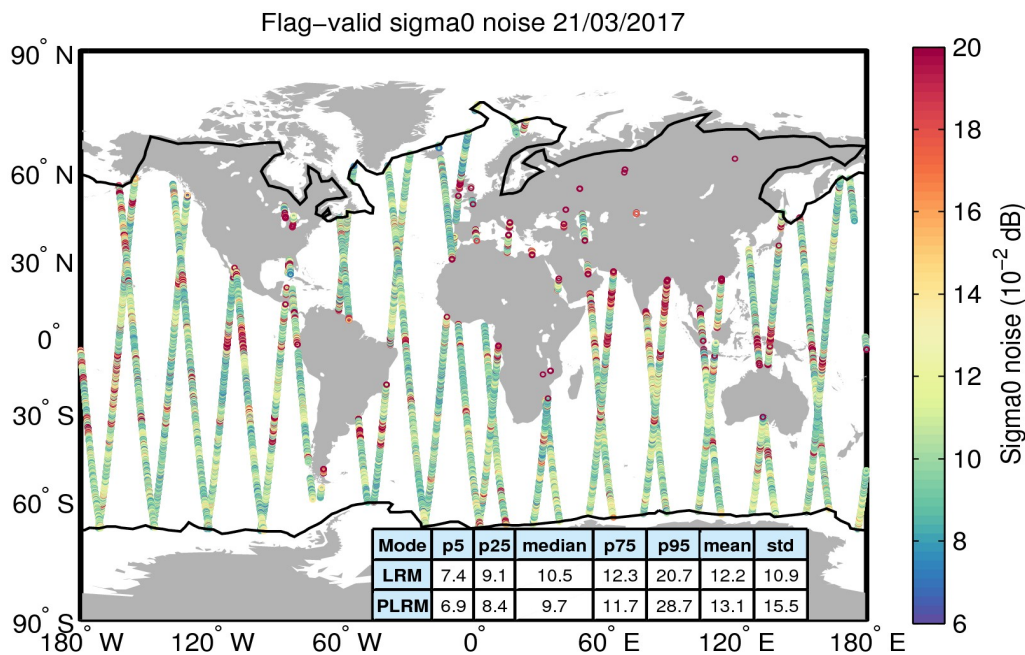 Flag−valid sigma0 noise 21/03/2017
90° N
60° N
30° N
0°
30° S
60° S
90° S
180° W
120° W
60° W
0°
60° E
120° E
180° E
Mode p5 p25 median p75 p95 mean std
LRM 7.4 9.1 10.5 12.3 20.7 12.2 10.9
PLRM 6.9 8.4 9.7 11.7 28.7 13.1 15.5
20
18
16
14
12
10
8
6
Sigma0 noise (10⁻² dB)